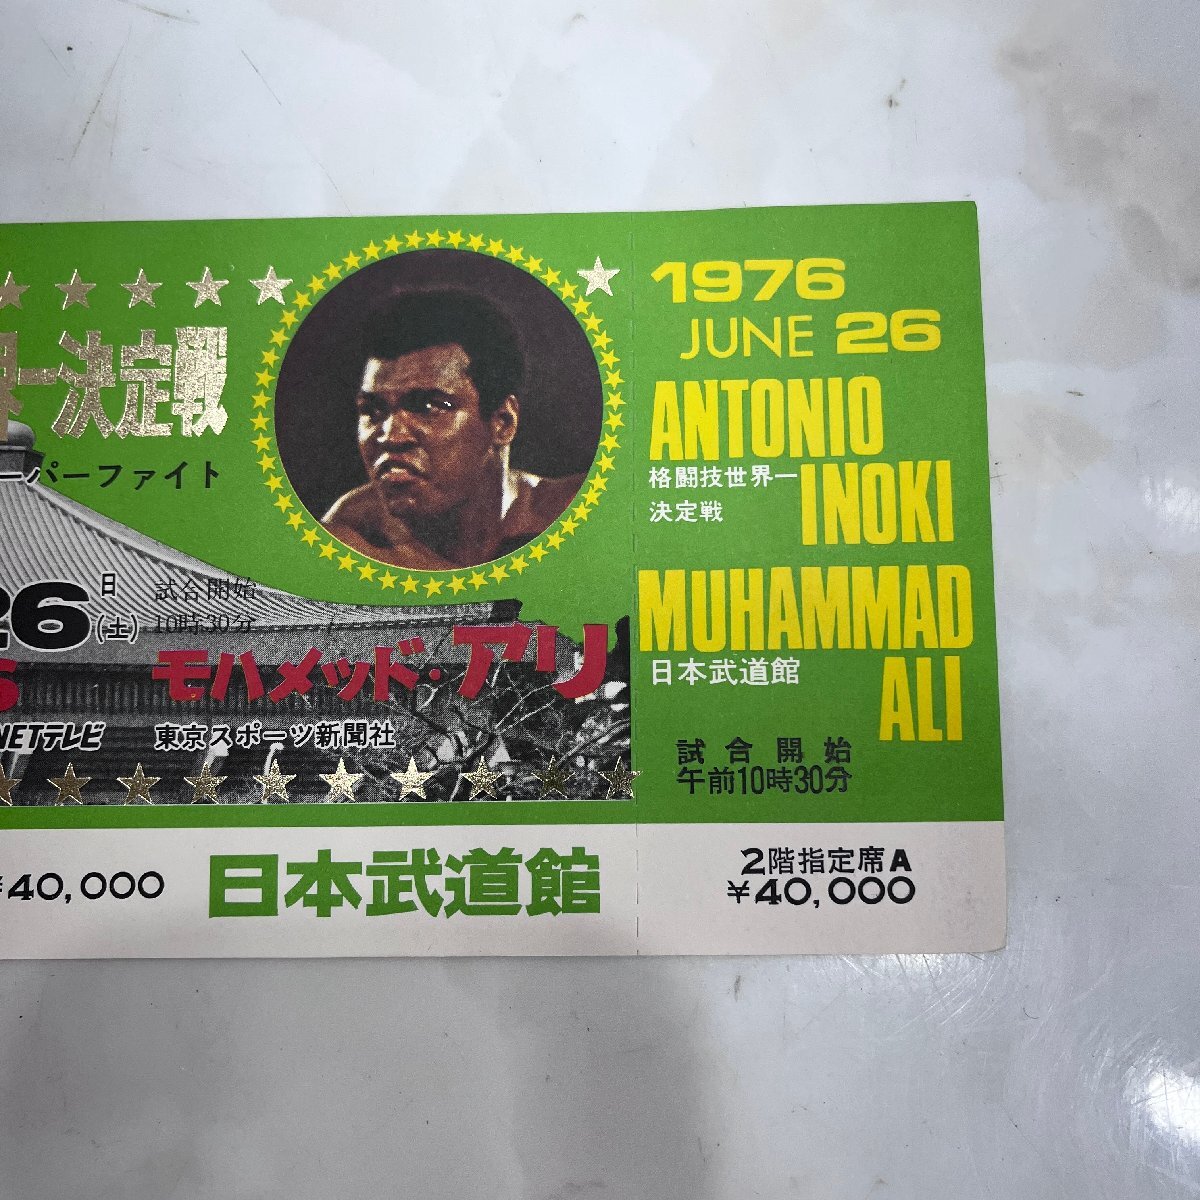 界一決定戦
ーパーファイト
26日(土)
試合開始
10時30分
モハメッド・アリ
NETテレビ
東京スポーツ新聞社
¥40,000
日本武道館
1976
JUNE 26
ANTONIO
INOKI
格闘技世界一
決定戦
MUHAMMAD
ALI
日本武道館
試合開始
午前10時30分
2階指定席A
¥40,000